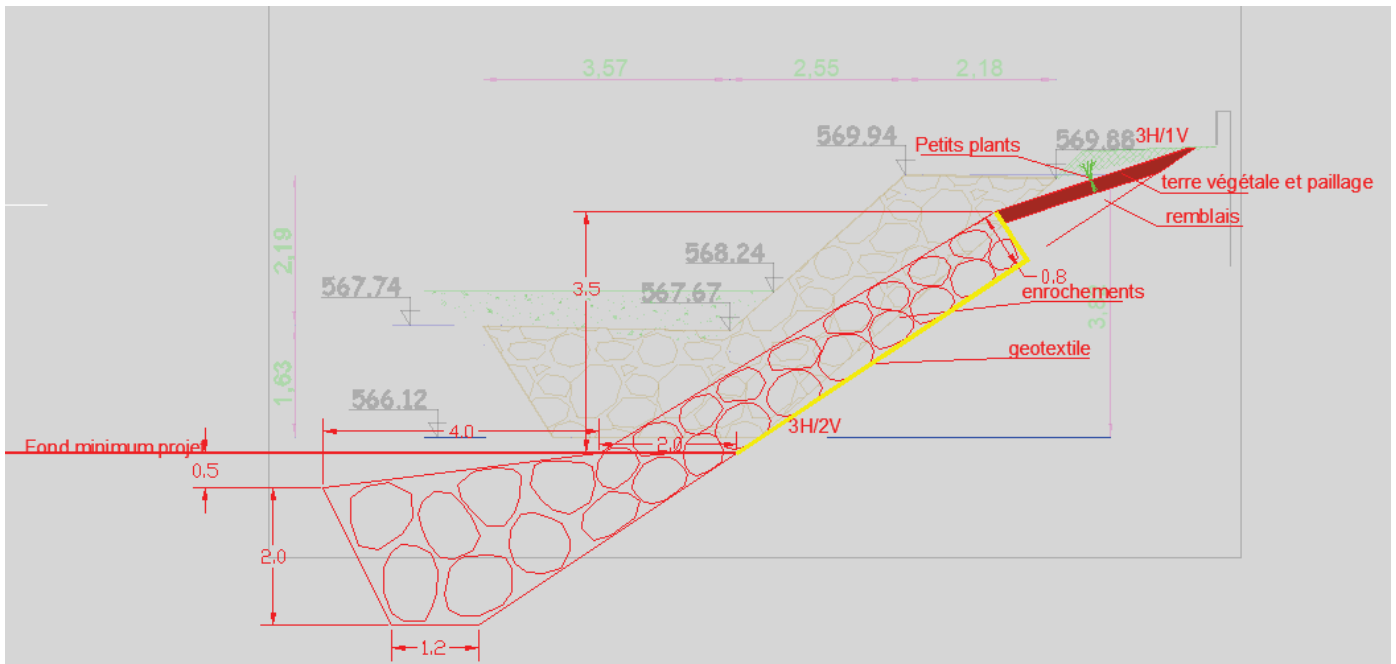 3,57
2,55
2,18
569.94
Petits plants
569.88
3H/1V
terre végétale et paillage
remblais
2,19
568.24
3.5
567.74
567.67
0.8
enrochements
geotextile
1,63
566.12
4.0
3H/2V
Fond minimum projet
2.0
0.5
2.0
1.2